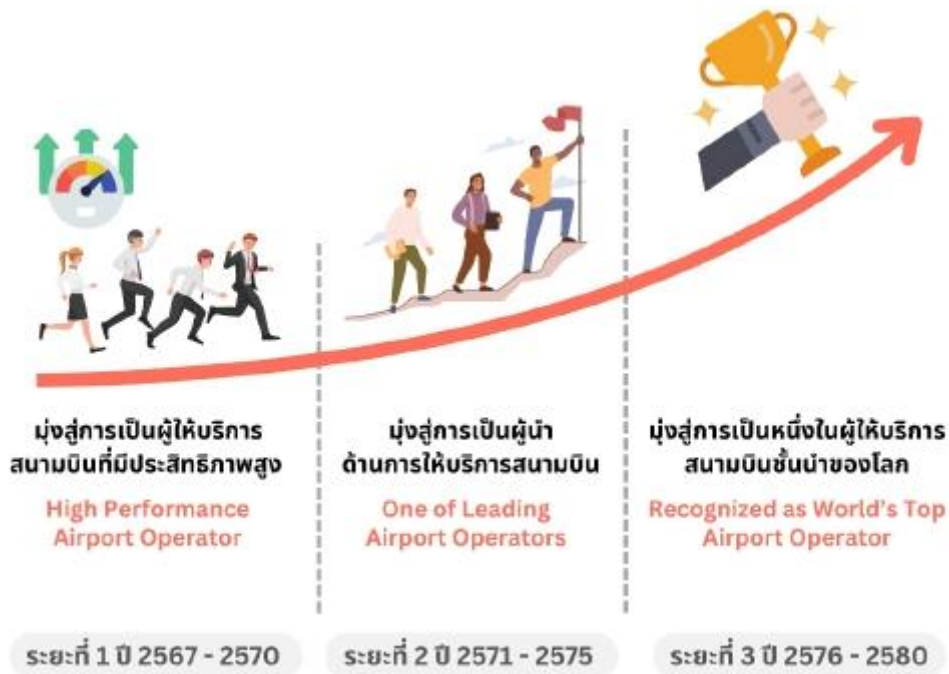 มุ่งสู่การเป็นผู้ให้บริการ
สนามบินที่มีประสิทธิภาพสูง
High Performance
Airport Operator
ระยะที่ 1 ปี 2567 - 2570
มุ่งสู่การเป็นผู้นำ
ด้านการให้บริการสนามบิน
One of Leading
Airport Operators
ระยะที่ 2 ปี 2571 - 2575
มุ่งสู่การเป็นหนึ่งในผู้ให้บริการ
สนามบินชั้นนำของโลก
Recognized as World's Top
Airport Operator
ระยะที่ 3 ปี 2576 - 2580